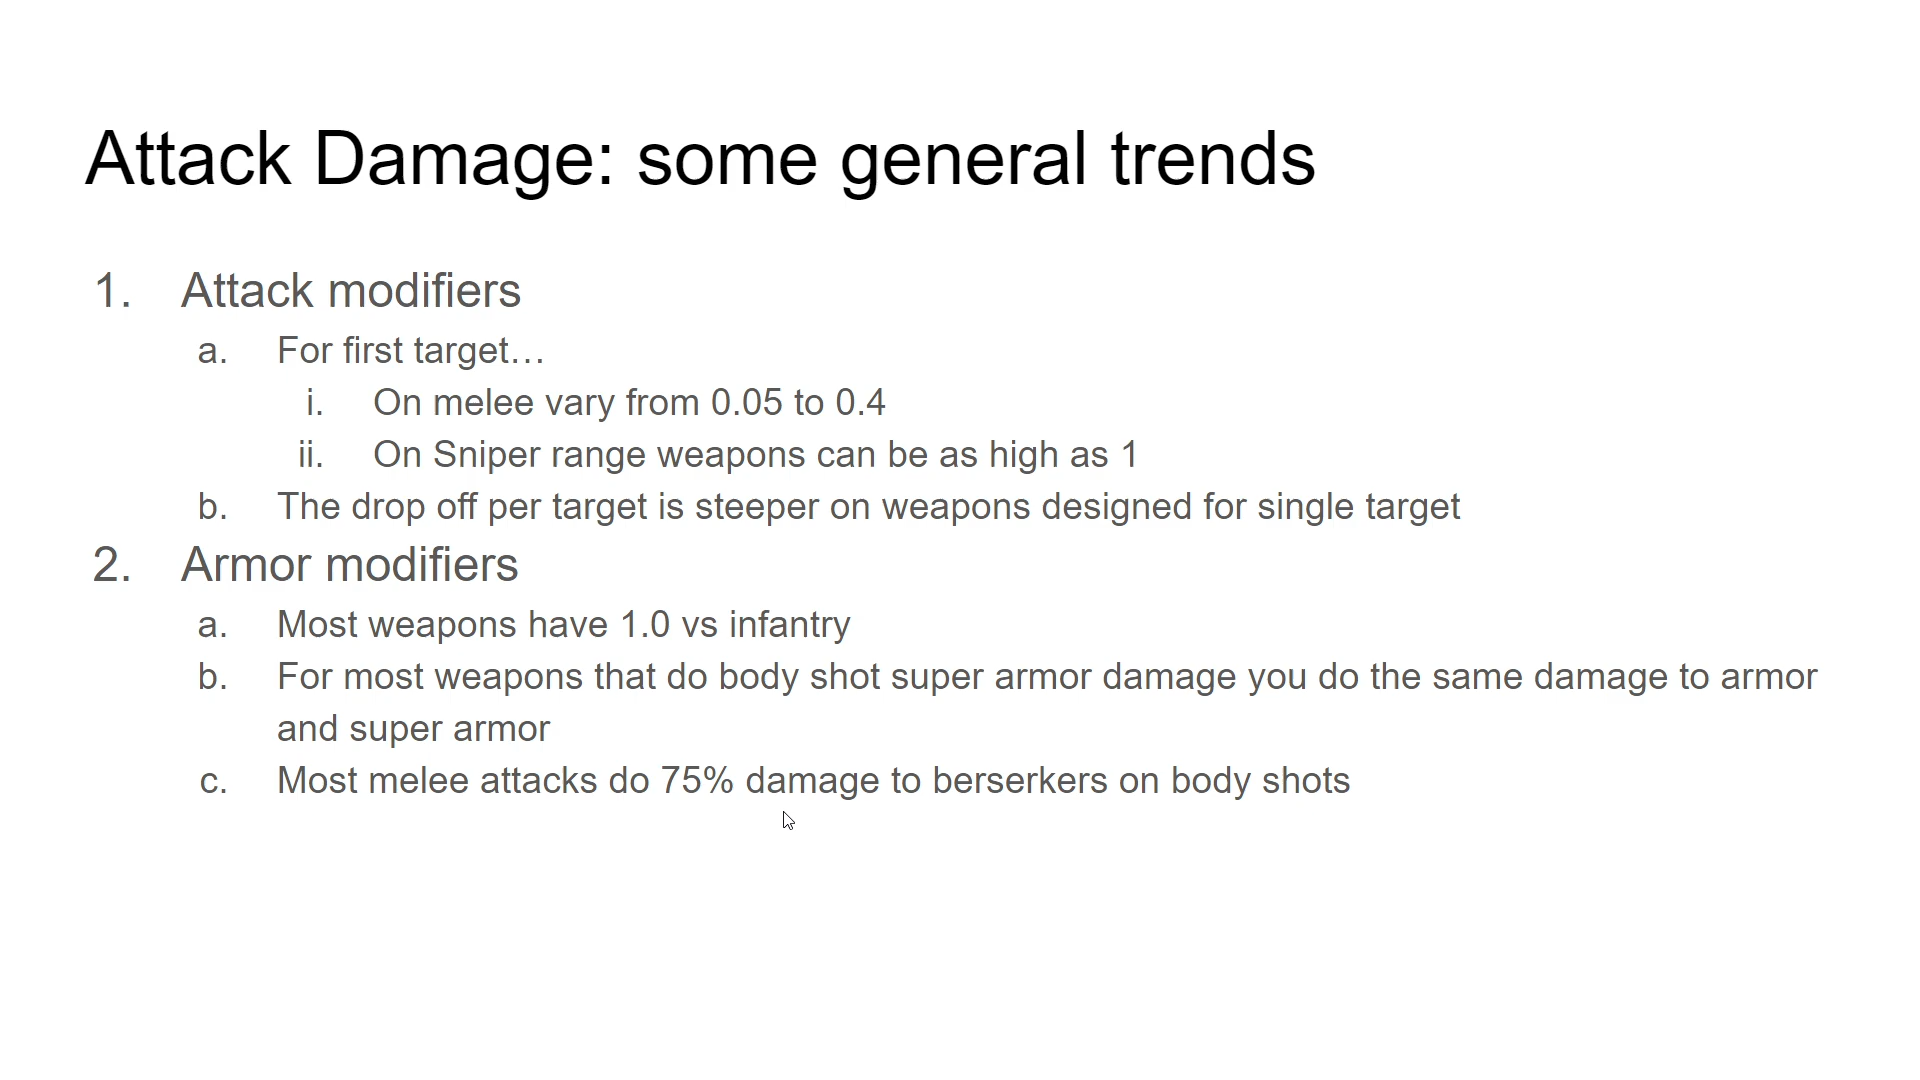 Attack Damage: some general trends
1. Attack modifiers
a. For first target…
i. On melee vary from 0.05 to 0.4
ii. On Sniper range weapons can be as high as 1
b. The drop off per target is steeper on weapons designed for single target
2. Armor modifiers
a. Most weapons have 1.0 vs infantry
b. For most weapons that do body shot super armor damage you do the same damage to armor
and super armor
c. Most melee attacks do 75% damage to berserkers on body shots